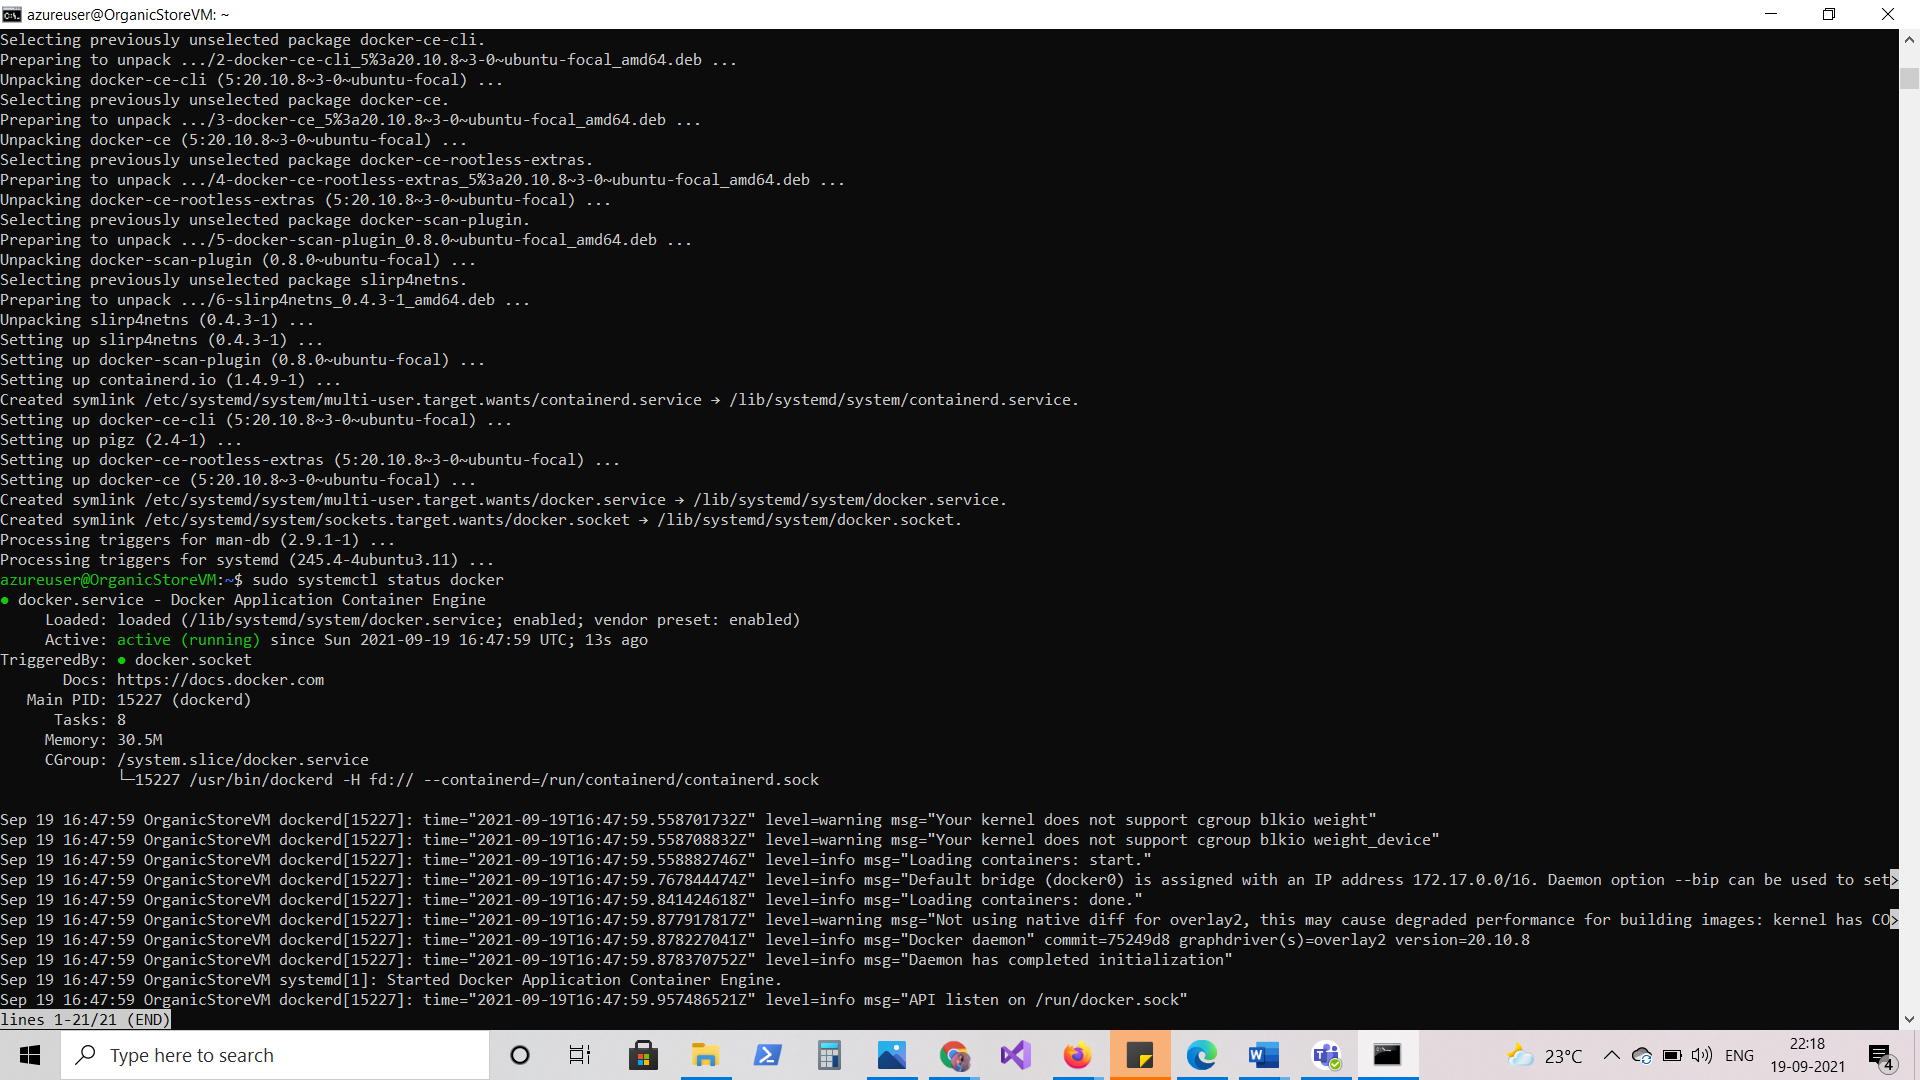 azureuser@OrganicStoreVM: ~
Selecting previously unselected package docker-ce-cli.
Preparing to unpack .../2-docker-ce-cli_5%3a20.10.8~3-0~ubuntu-focal_amd64.deb ...
Unpacking docker-ce-cli (5:20.10.8~3-0~ubuntu-focal) ...
Selecting previously unselected package docker-ce.
Preparing to unpack .../3-docker-ce_5%3a20.10.8~3-0~ubuntu-focal_amd64.deb ...
Unpacking docker-ce (5:20.10.8~3-0~ubuntu-focal) ...
Selecting previously unselected package docker-ce-rootless-extras.
Preparing to unpack .../4-docker-ce-rootless-extras_5%3a20.10.8~3-0~ubuntu-focal_amd64.deb ...
Unpacking docker-ce-rootless-extras (5:20.10.8~3-0~ubuntu-focal) ...
Selecting previously unselected package docker-scan-plugin.
Preparing to unpack .../5-docker-scan-plugin_0.8.0~ubuntu-focal_amd64.deb ...
Unpacking docker-scan-plugin (0.8.0~ubuntu-focal) ...
Selecting previously unselected package slirp4netns.
Preparing to unpack .../6-slirp4netns_0.4.3-1_amd64.deb ...
Unpacking slirp4netns (0.4.3-1) ...
Setting up slirp4netns (0.4.3-1) ...
Setting up docker-scan-plugin (0.8.0~ubuntu-focal) ...
Setting up containerd.io (1.4.9-1) ...
Created symlink /etc/systemd/system/multi-user.target.wants/containerd.service → /lib/systemd/system/containerd.service.
Setting up docker-ce-cli (5:20.10.8~3-0~ubuntu-focal) ...
Setting up pigz (2.4-1) ...
Setting up docker-ce-rootless-extras (5:20.10.8~3-0~ubuntu-focal) ...
Setting up docker-ce (5:20.10.8~3-0~ubuntu-focal) ...
Created symlink /etc/systemd/system/multi-user.target.wants/docker.service → /lib/systemd/system/docker.service.
Created symlink /etc/systemd/system/sockets.target.wants/docker.socket → /lib/systemd/system/docker.socket.
Processing triggers for man-db (2.9.1-1) ...
Processing triggers for systemd (245.4-4ubuntu3.11) ...
azureuser@OrganicStoreVM:~$ sudo systemctl status docker
● docker.service - Docker Application Container Engine
Loaded: loaded (/lib/systemd/system/docker.service; enabled; vendor preset: enabled)
Active: active (running) since Sun 2021-09-19 16:47:59 UTC; 13s ago
TriggeredBy: ● docker.socket
Docs: https://docs.docker.com
Main PID: 15227 (dockerd)
Tasks: 8
Memory: 30.5M
CGroup: /system.slice/docker.service
└─15227 /usr/bin/dockerd -H fd:// --containerd=/run/containerd/containerd.sock
Sep 19 16:47:59 OrganicStoreVM dockerd[15227]: time="2021-09-19T16:47:59.558701732Z" level=warning msg="Your kernel does not support cgroup blkio weight"
Sep 19 16:47:59 OrganicStoreVM dockerd[15227]: time="2021-09-19T16:47:59.558708832Z" level=warning msg="Your kernel does not support cgroup blkio weight_device"
Sep 19 16:47:59 OrganicStoreVM dockerd[15227]: time="2021-09-19T16:47:59.558882746Z" level=info msg="Loading containers: start."
Sep 19 16:47:59 OrganicStoreVM dockerd[15227]: time="2021-09-19T16:47:59.767844474Z" level=info msg="Default bridge (docker0) is assigned with an IP address 172.17.0.0/16. Daemon option --bip can be used to set>
Sep 19 16:47:59 OrganicStoreVM dockerd[15227]: time="2021-09-19T16:47:59.841424618Z" level=info msg="Loading containers: done."
Sep 19 16:47:59 OrganicStoreVM dockerd[15227]: time="2021-09-19T16:47:59.877917817Z" level=warning msg="Not using native diff for overlay2, this may cause degraded performance for building images: kernel has CO>
Sep 19 16:47:59 OrganicStoreVM dockerd[15227]: time="2021-09-19T16:47:59.878227041Z" level=info msg="Docker daemon" commit=75249d8 graphdriver(s)=overlay2 version=20.10.8
Sep 19 16:47:59 OrganicStoreVM dockerd[15227]: time="2021-09-19T16:47:59.878370752Z" level=info msg="Daemon has completed initialization"
Sep 19 16:47:59 OrganicStoreVM systemd[1]: Started Docker Application Container Engine.
Sep 19 16:47:59 OrganicStoreVM dockerd[15227]: time="2021-09-19T16:47:59.957486521Z" level=info msg="API listen on /run/docker.sock"
lines 1-21/21 (END)
Type here to search
23°C
ENG
22:18
19-09-2021
4